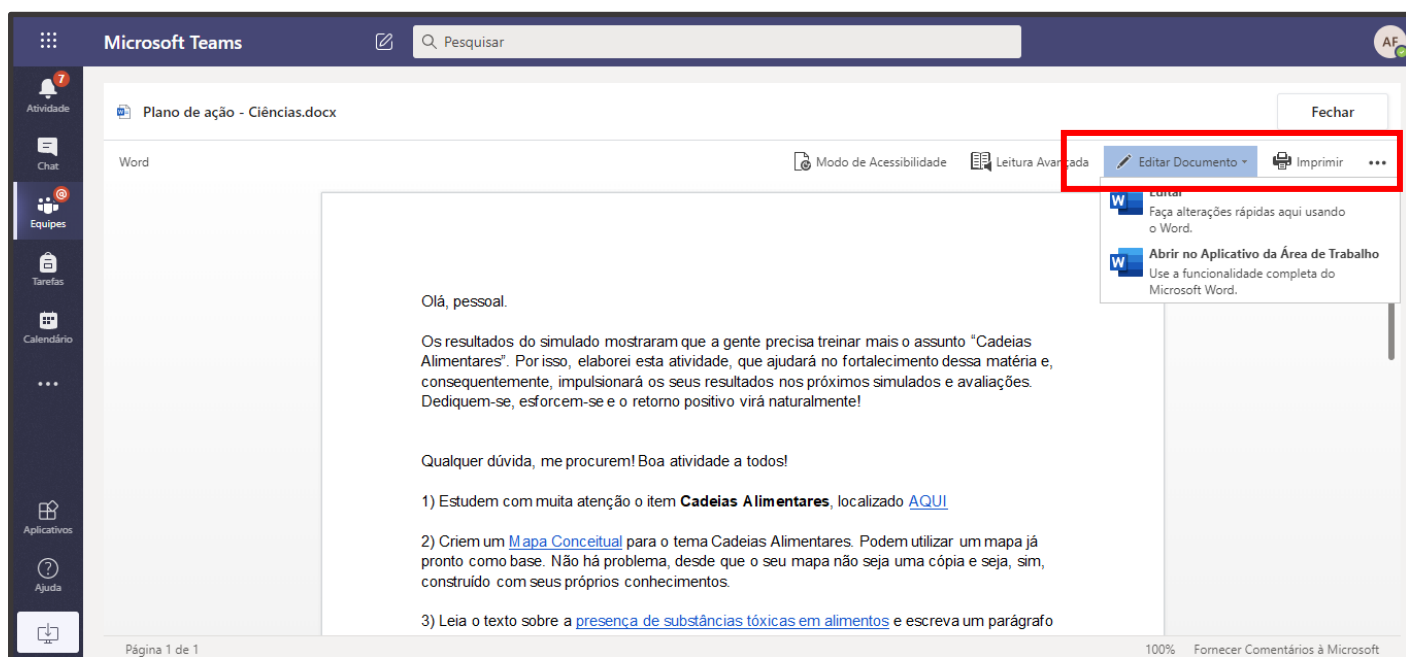 Microsoft Teams
Pesquisar
AF
7
Atividade
Chat
@
Equipes
Tarefas
Calendário
Aplicativos
Ajuda
Plano de ação - Ciências.docx
Fechar
Word
Modo de Acessibilidade
Leitura Avançada
Editar Documento
Imprimir
Editar
Faça alterações rápidas aqui usando
o Word.
Abrir no Aplicativo da Área de Trabalho
Use a funcionalidade completa do
Microsoft Word.
Olá, pessoal.
Os resultados do simulado mostraram que a gente precisa treinar mais o assunto “Cadeias
Alimentares”. Por isso, elaborei esta atividade, que ajudará no fortalecimento dessa matéria e,
consequentemente, impulsionará os seus resultados nos próximos simulados e avaliações.
Dediquem-se, esforcem-se e o retorno positivo virá naturalmente!
Qualquer dúvida, me procurem! Boa atividade a todos!
1) Estudem com muita atenção o item Cadeias Alimentares, localizado AQUI
2) Criem um Mapa Conceitual para o tema Cadeias Alimentares. Podem utilizar um mapa já
pronto como base. Não há problema, desde que o seu mapa não seja uma cópia e seja, sim,
construído com seus próprios conhecimentos.
3) Leia o texto sobre a presença de substâncias tóxicas em alimentos e escreva um parágrafo
Página 1 de 1
100%
Fornecer Comentários à Microsoft